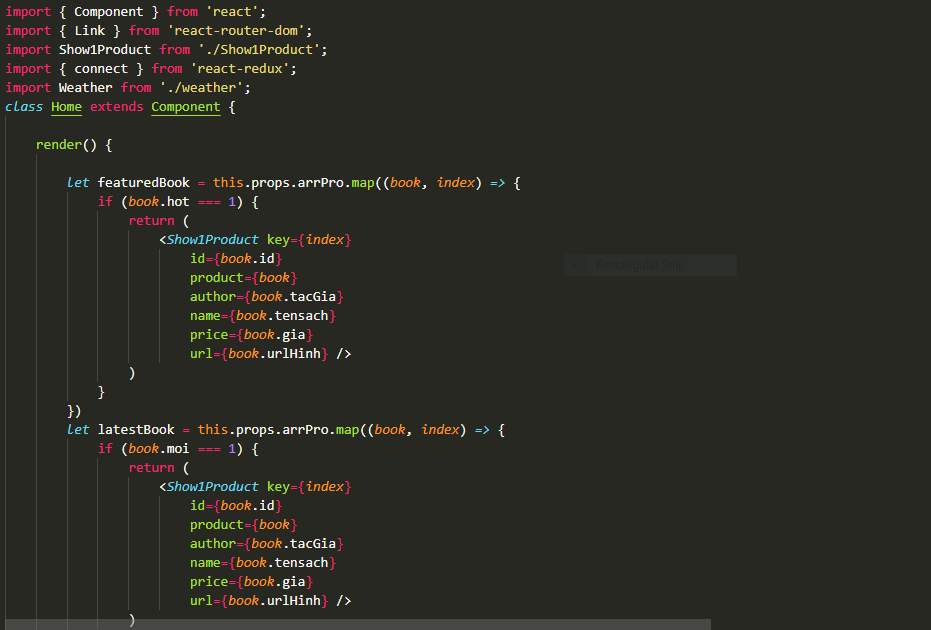 import { Component } from 'react';
import { Link } from 'react-router-dom';
import Show1Product from './Show1Product';
import { connect } from 'react-redux';
import Weather from './weather';
class Home extends Component {
render() {
let featuredBook = this.props.arrPro.map((book, index) => {
if (book.hot === 1) {
return (
<Show1Product key={index}
id={book.id}
product={book}
author={book.tacGia}
name={book.tensach}
price={book.gia}
url={book.urlHinh} />
)
}
})
let latestBook = this.props.arrPro.map((book, index) => {
if (book.moi === 1) {
return (
<Show1Product key={index}
id={book.id}
product={book}
author={book.tacGia}
name={book.tensach}
price={book.gia}
url={book.urlHinh} />
)
Rectangular Snip